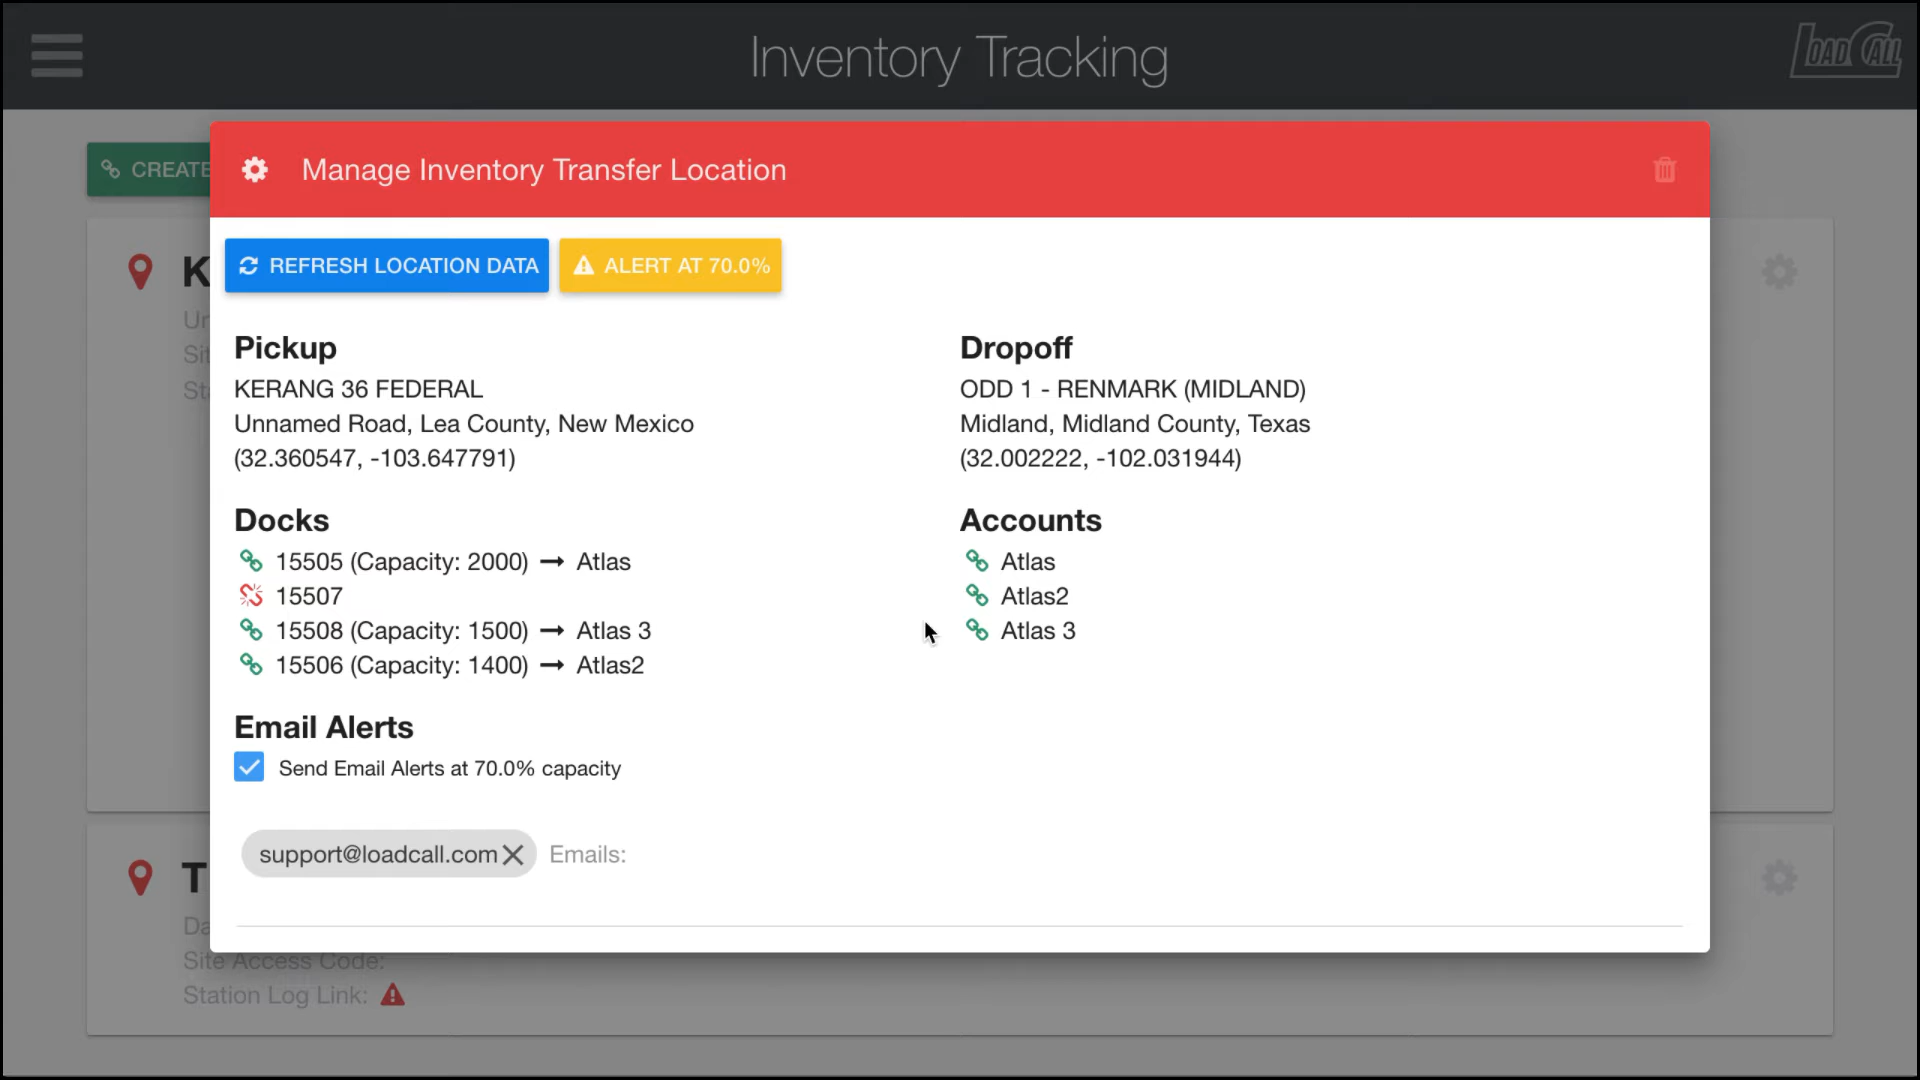 Inventory Tracking
LOAD CALL
CREATE
Manage Inventory Transfer Location
REFRESH LOCATION DATA
ALERT AT 70.0%
Pickup
KERANG 36 FEDERAL
Unnamed Road, Lea County, New Mexico
(32.360547, -103.647791)
Dropoff
ODD 1 - RENMARK (MIDLAND)
Midland, Midland County, Texas
(32.002222, -102.031944)
Docks
15505 (Capacity: 2000) → Atlas
15507
15508 (Capacity: 1500) → Atlas 3
15506 (Capacity: 1400) → Atlas2
Accounts
Atlas
Atlas2
Atlas 3
Email Alerts
Send Email Alerts at 70.0% capacity
support@loadcall.com
Emails:
Site Access Code:
Station Log Link: